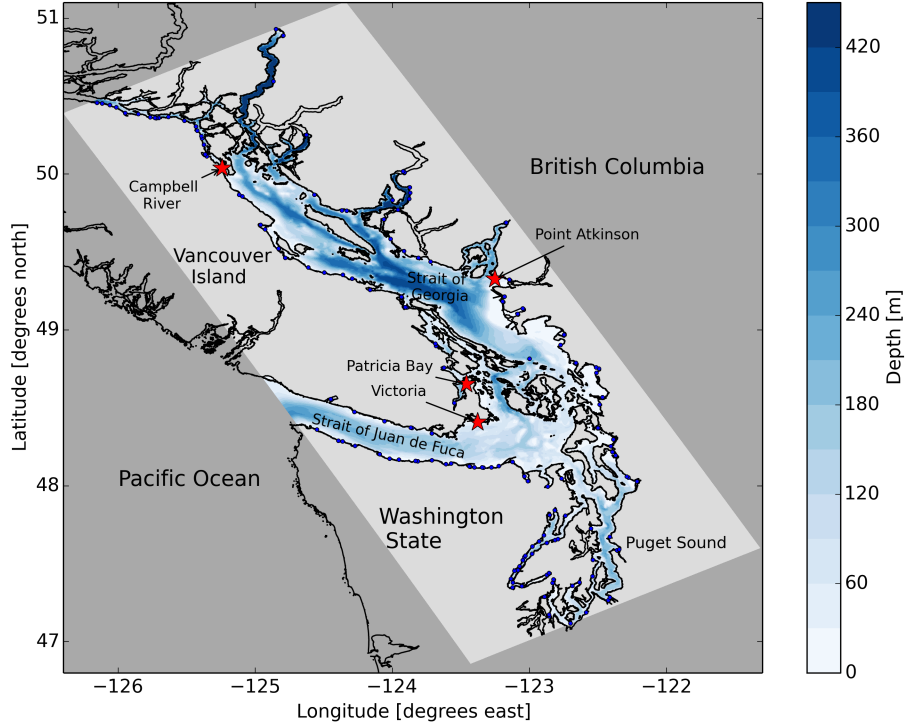 51
50
49
48
47
Latitude [degrees north]
−126
−125
−124
−123
−122
Longitude [degrees east]
British Columbia
Campbell
River
Point Atkinson
Vancouver
Island
Strait of
Georgia
Patricia Bay
Victoria
Strait of Juan de Fuca
Pacific Ocean
Washington
State
Puget Sound
420
360
300
240
180
120
60
0
Depth [m]